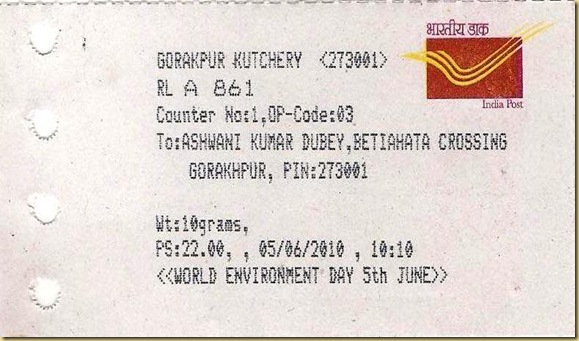 भारतीय डाक
India Post
GORAKPUR KUTCHERY <273001>
RL A 861
Counter No:1,OP-Code:03
To:ASHWANI KUMAR DUBEY,BETIAHATA CROSSING
GORAKHPUR, PIN:273001
Wt:10grams,
PS:22.00, , 05/06/2010 , 10:10
<<WORLD ENVIRONMENT DAY 5th JUNE>>